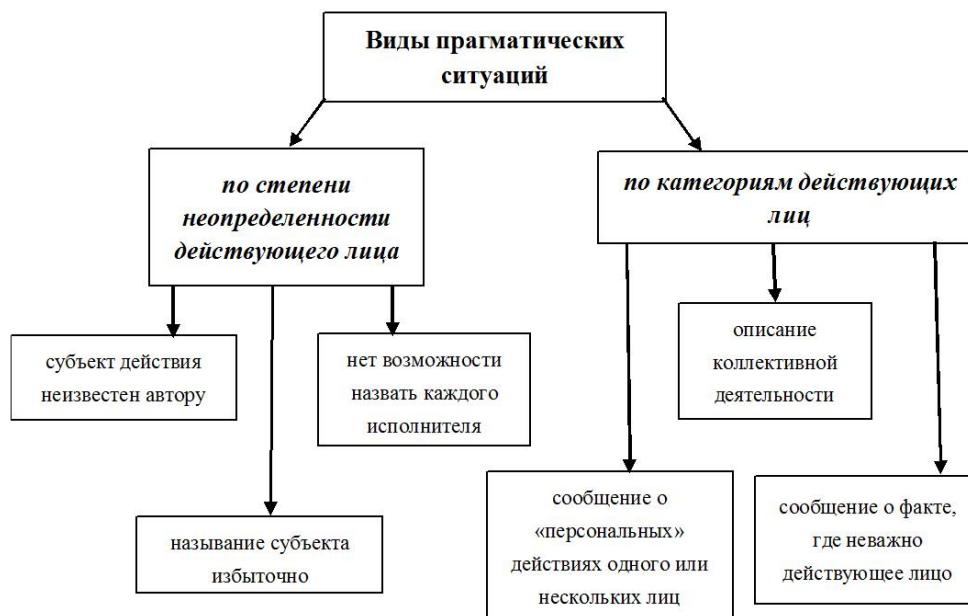 Виды прагматических
ситуаций
по степени
неопределенности
действующего лица
по категориям действующих
лиц
субъект действия
неизвестен автору
нет возможности
назвать каждого
исполнителя
называние субъекта
избыточно
описание
коллективной
деятельности
сообщение о
«персональных»
действиях одного или
нескольких лиц
сообщение о факте,
где неважно
действующее лицо